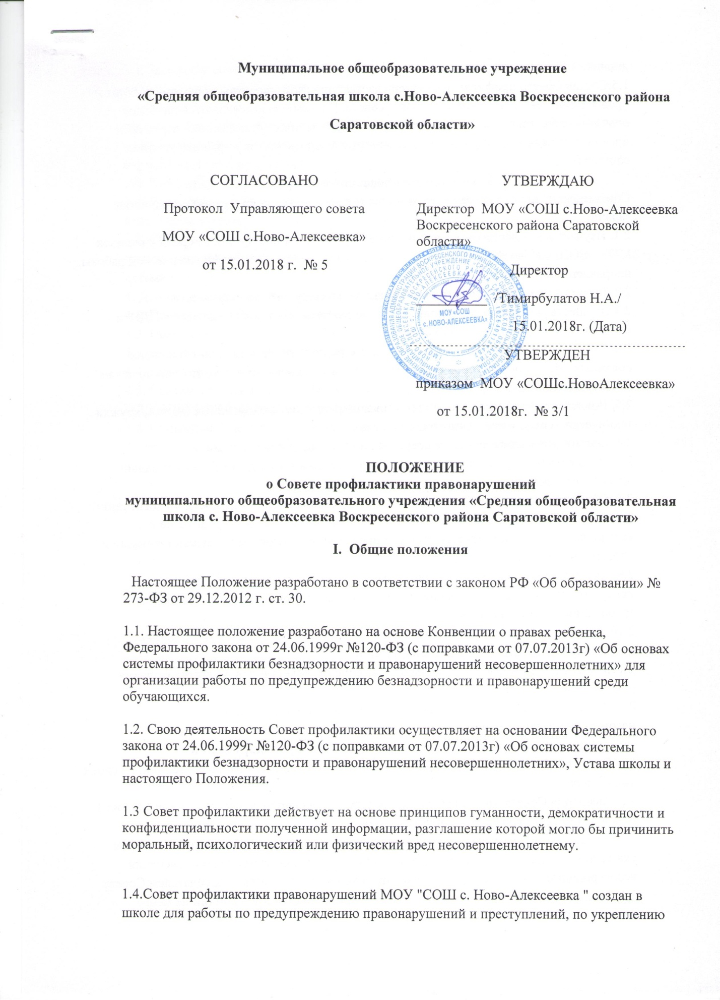 Муниципальное общеобразовательное учреждение
«Средняя общеобразовательная школа с.Ново-Алексеевка Воскресенского района
Саратовской области»
СОГЛАСОВАНО
Протокол  Управляющего совета
МОУ «СОШ с.Ново-Алексеевка»
от 15.01.2018 г.  № 5
УТВЕРЖДАЮ
Директор  МОУ «СОШ с.Ново-Алексеевка
Воскресенского района Саратовской
области»
Директор
__________ /Тимирбулатов Н.А./
15.01.2018г. (Дата)
УТВЕРЖДЕН
приказом  МОУ «СОШс.НовоАлексеевка»
от 15.01.2018г.  № 3/1
МОУ «СОШ
с. НОВО-АЛЕКСЕЕВКА»
ПОЛОЖЕНИЕ
о Совете профилактики правонарушений
муниципального общеобразовательного учреждения «Средняя общеобразовательная
школа с. Ново-Алексеевка Воскресенского района Саратовской области»
I.  Общие положения
Настоящее Положение разработано в соответствии с законом РФ «Об образовании» №
273-ФЗ от 29.12.2012 г. ст. 30.
1.1. Настоящее положение разработано на основе Конвенции о правах ребенка,
Федерального закона от 24.06.1999г №120-ФЗ (с поправками от 07.07.2013г) «Об основах
системы профилактики безнадзорности и правонарушений несовершеннолетних» для
организации работы по предупреждению безнадзорности и правонарушений среди
обучающихся.
1.2. Свою деятельность Совет профилактики осуществляет на основании Федерального
закона от 24.06.1999г №120-ФЗ (с поправками от 07.07.2013г) «Об основах системы
профилактики безнадзорности и правонарушений несовершеннолетних», Устава школы и
настоящего Положения.
1.3 Совет профилактики действует на основе принципов гуманности, демократичности и
конфиденциальности полученной информации, разглашение которой могло бы причинить
моральный, психологический или физический вред несовершеннолетнему.
1.4.Совет профилактики правонарушений МОУ "СОШ с. Ново-Алексеевка " создан в
школе для работы по предупреждению правонарушений и преступлений, по укреплению